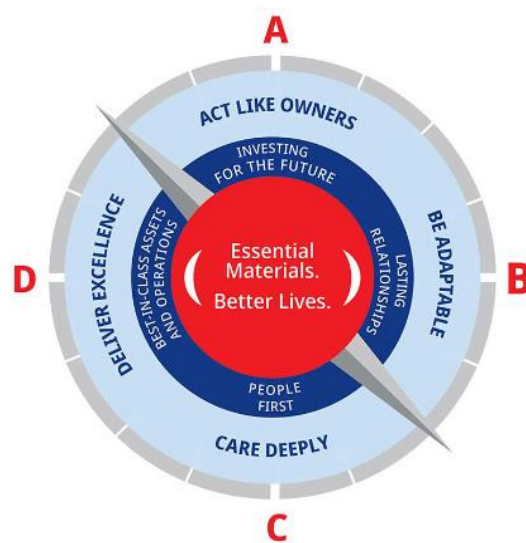 A
ACT LIKE OWNERS
INVESTING
FOR THE FUTURE
B
BE ADAPTABLE
LASTING
RELATIONSHIPS
D
DELIVER EXCELLENCE
BEST-IN-CLASS ASSETS
AND OPERATIONS
Essential
Materials.
Better Lives.
PEOPLE
FIRST
CARE DEEPLY
C